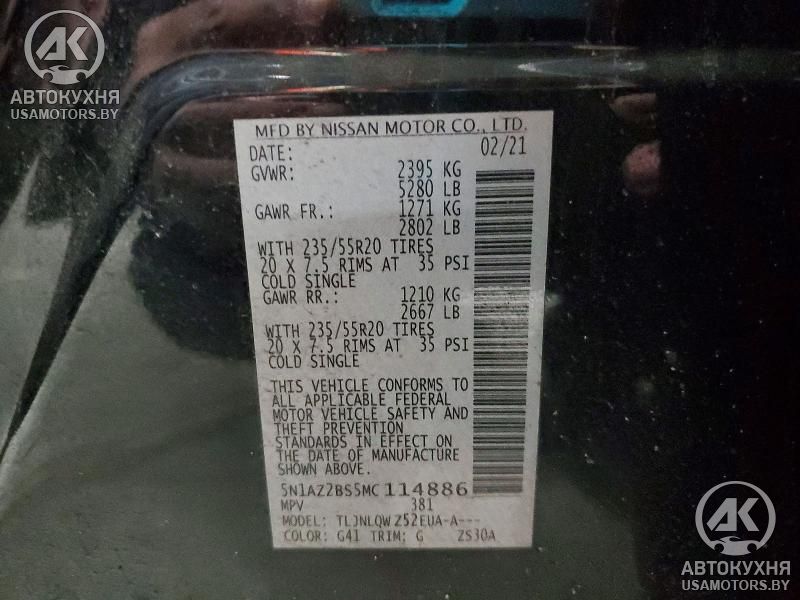 AK
АВТОКУХНЯ
USAMOTORS.BY
MFD BY NISSAN MOTOR CO., LTD.
DATE: 02/21
GVWR: 2395 KG
5280 LB
GAWR FR.: 1271 KG
2802 LB
WITH 235/55R20 TIRES
20 X 7.5 RIMS AT 35 PSI
COLD SINGLE
GAWR RR.: 1210 KG
2667 LB
WITH 235/55R20 TIRES
20 X 7.5 RIMS AT 35 PSI
COLD SINGLE
THIS VEHICLE CONFORMS TO
ALL APPLICABLE FEDERAL
MOTOR VEHICLE SAFETY AND
THEFT PREVENTION
STANDARDS IN EFFECT ON
THE DATE OF MANUFACTURE
SHOWN ABOVE.
5N1AZ2BS5MC114886
MPV 381
MODEL: TLJNLQWZ52EUA-A---
COLOR: G41 TRIM: G ZS30A
AK
АВТОКУХНЯ
USAMOTORS.BY